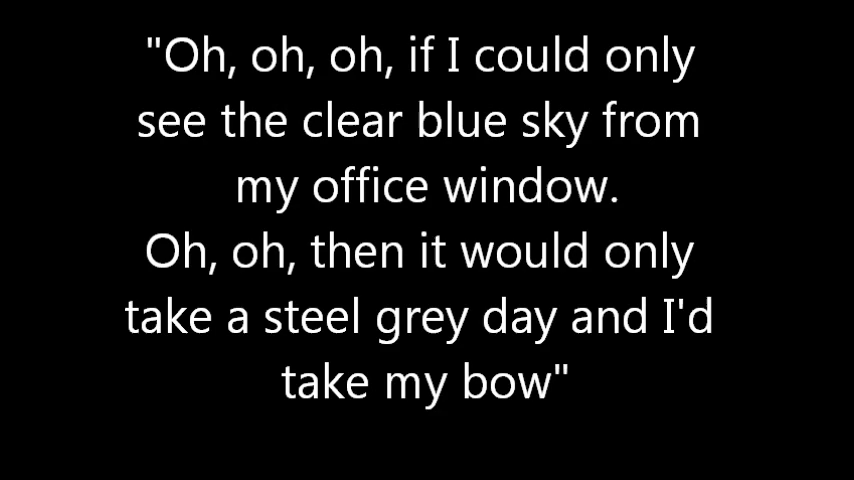 "Oh, oh, oh, if I could only
see the clear blue sky from
my office window.
Oh, oh, then it would only
take a steel grey day and I'd
take my bow"